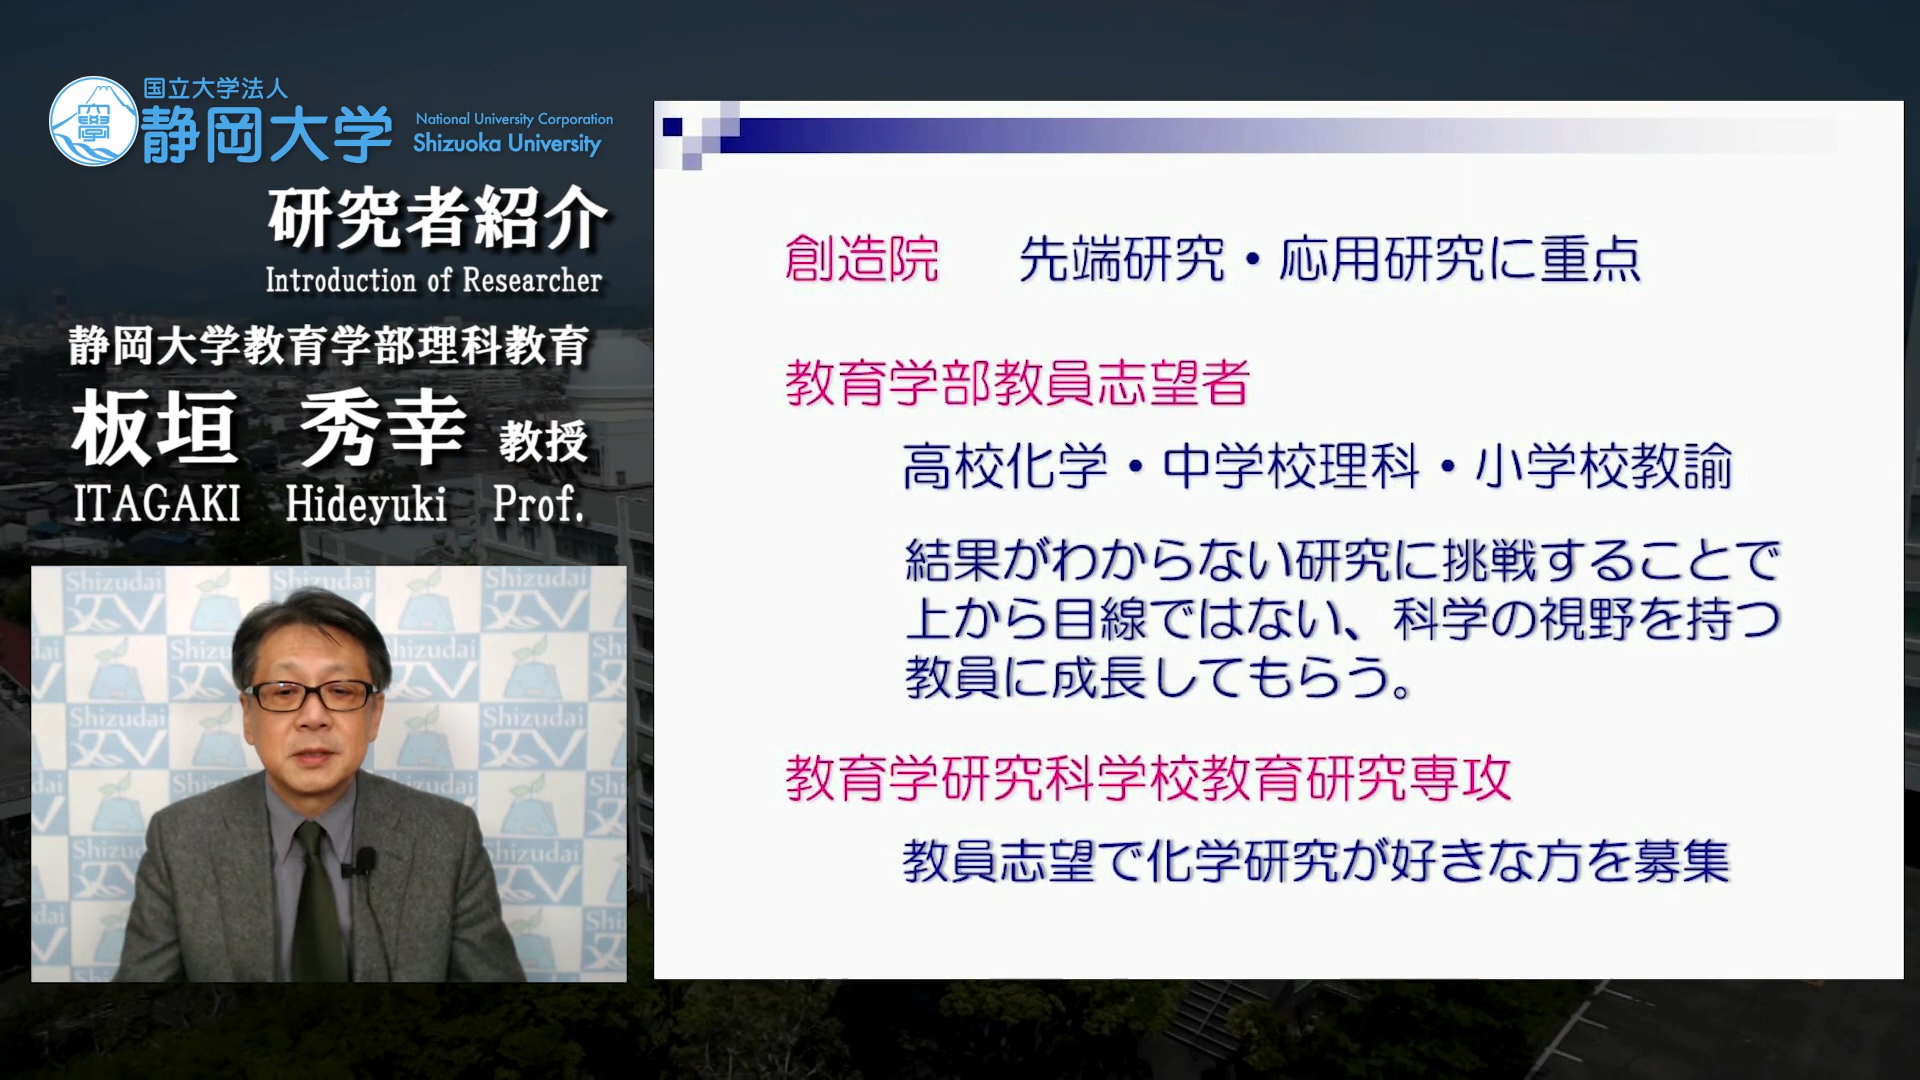 国立大学法人
静岡大学
National University Corporation
Shizuoka University
研究者紹介
Introduction of Researcher
静岡大学教育学部理科教育
板垣 秀幸 教授
ITAGAKI Hideyuki Prof.
Shizudai
TV
創造院 先端研究・応用研究に重点
教育学部教員志望者
高校化学・中学校理科・小学校教諭
結果がわからない研究に挑戦することで
上から目線ではない、科学の視野を持つ
教員に成長してもらう。
教育学研究科学校教育研究専攻
教員志望で化学研究が好きな方を募集